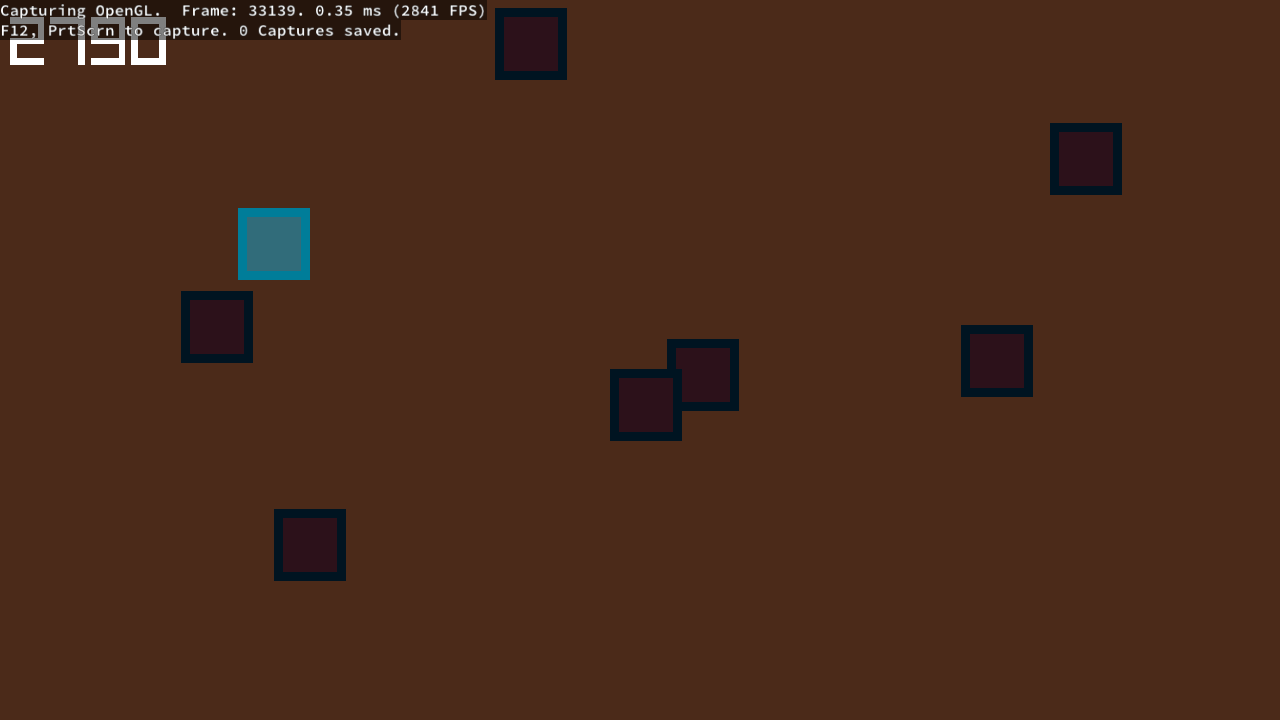 Capturing OpenGL.  Frame: 33139. 0.35 ms (2841 FPS)
F12, PrtScrn to capture. 0 Captures saved.
2790